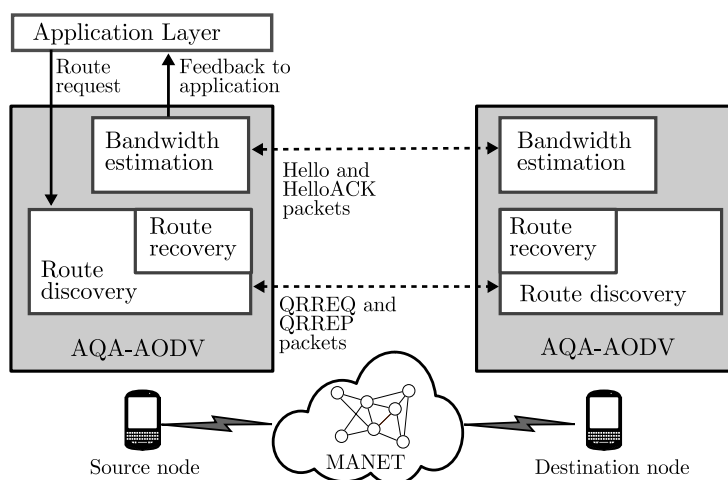 Application Layer
Route
request
Feedback to
application
Bandwidth
estimation
Hello and
HelloACK
packets
Bandwidth
estimation
Route
recovery
Route
discovery
QRREQ and
QRREP
packets
Route
recovery
Route discovery
AQA-AODV
AQA-AODV
MANET
Source node
Destination node